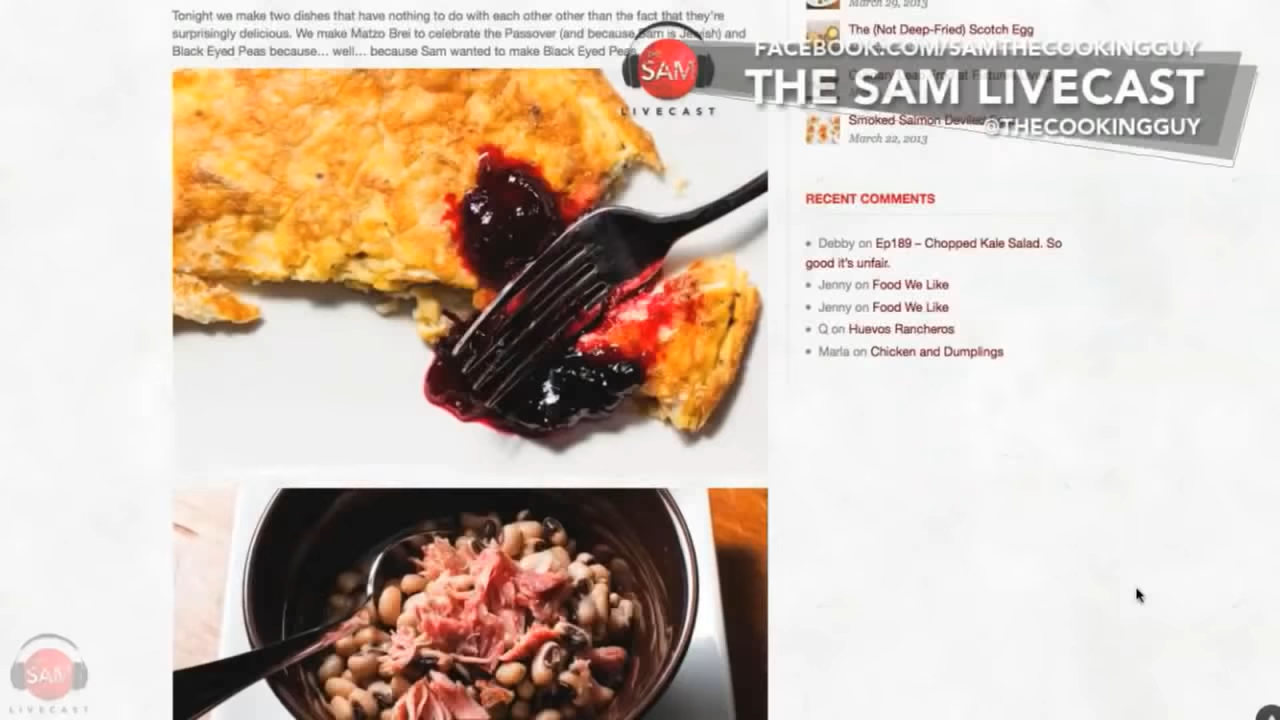 Tonight we make two dishes that have nothing to do with each other other than the fact that they're
surprisingly delicious. We make Matzo Brei to celebrate the Passover (and because Sam is Jewish) and
Black Eyed Peas because... well... because Sam wanted to make Black Eyed Peas
March 29, 2013
The (Not Deep-Fried) Scotch Egg
Smoked Salmon Deviled
March 22, 2013
SAM
LIVECAST
FACEBOOK.COM/SAMTHECOOKINGGUY
THE SAM LIVECAST
@THECOOKINGGUY
RECENT COMMENTS
• Debby on Ep189 – Chopped Kale Salad. So
good it's unfair.
• Jenny on Food We Like
• Jenny on Food We Like
• Q on Huevos Rancheros
• Marla on Chicken and Dumplings
SAM
LIVECAST